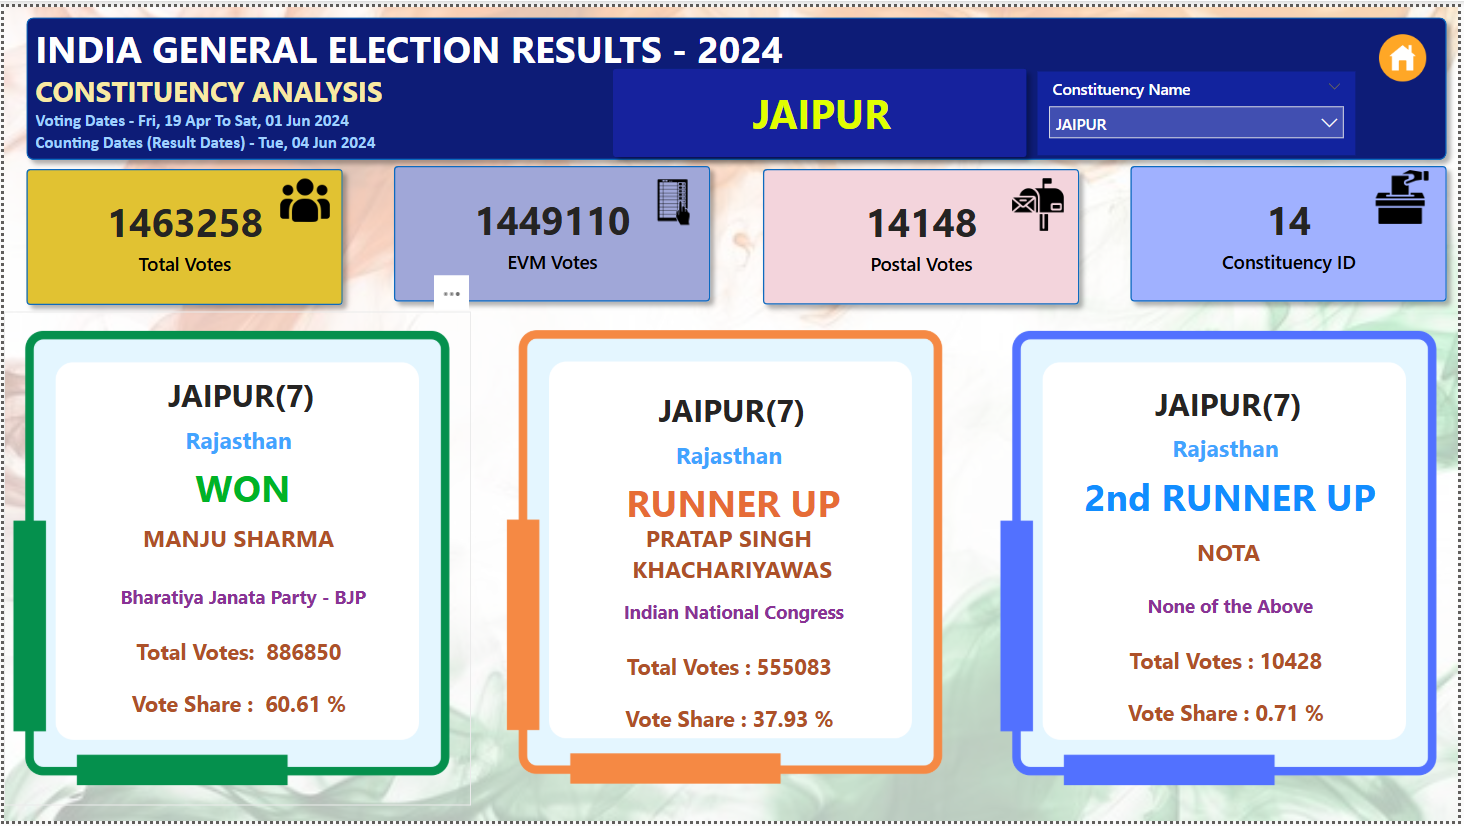 INDIA GENERAL ELECTION RESULTS - 2024
CONSTITUENCY ANALYSIS
Voting Dates - Fri, 19 Apr To Sat, 01 Jun 2024
Counting Dates (Result Dates) - Tue, 04 Jun 2024
JAIPUR
Constituency Name
JAIPUR
1463258
Total Votes
1449110
EVM Votes
14148
Postal Votes
14
Constituency ID
JAIPUR(7)
Rajasthan
WON
MANJU SHARMA
Bharatiya Janata Party - BJP
Total Votes:  886850
Vote Share :  60.61 %
JAIPUR(7)
Rajasthan
RUNNER UP
PRATAP SINGH
KHACHARIYAWAS
Indian National Congress
Total Votes : 555083
Vote Share : 37.93 %
JAIPUR(7)
Rajasthan
2nd RUNNER UP
NOTA
None of the Above
Total Votes : 10428
Vote Share : 0.71 %